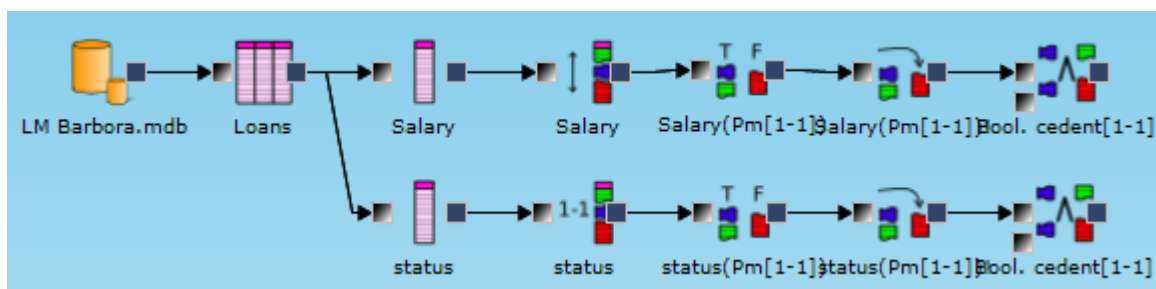 T F
LM Barbora.mdb Loans Salary Salary Salary(Pm[1-1]) Salary(Pm[1-1]) Bool. cedent[1-1]
1-1 T F
status status status(Pm[1-1]) status(Pm[1-1]) Bool. cedent[1-1]